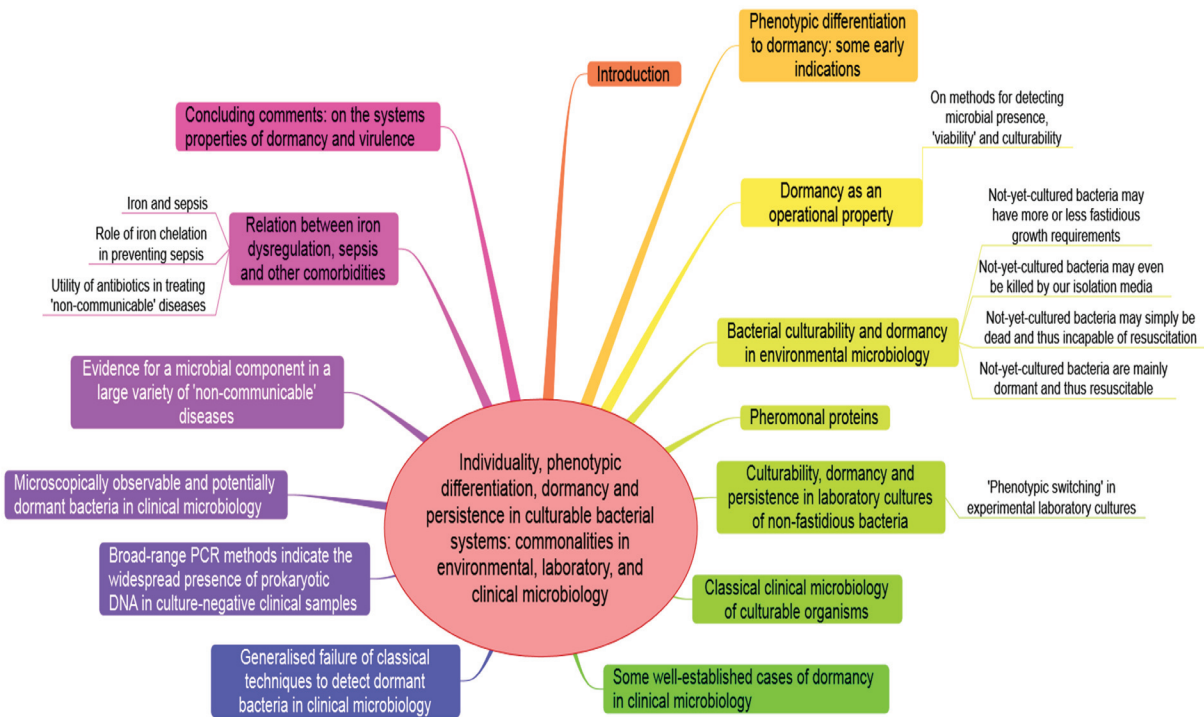 Introduction
Phenotypic differentiation
to dormancy: some early
indications
Dormancy as an
operational property
On methods for detecting
microbial presence,
'viability' and culturability
Bacterial culturability and dormancy
in environmental microbiology
Not-yet-cultured bacteria may
have more or less fastidious
growth requirements
Not-yet-cultured bacteria may even
be killed by our isolation media
Not-yet-cultured bacteria may simply be
dead and thus incapable of resuscitation
Not-yet-cultured bacteria are mainly
dormant and thus resuscitable
Pheromonal proteins
Culturability, dormancy and
persistence in laboratory cultures
of non-fastidious bacteria
'Phenotypic switching' in
experimental laboratory cultures
Classical clinical microbiology
of culturable organisms
Some well-established cases of dormancy
in clinical microbiology
Generalised failure of classical
techniques to detect dormant
bacteria in clinical microbiology
Broad-range PCR methods indicate the
widespread presence of prokaryotic
DNA in culture-negative clinical samples
Microscopically observable and potentially
dormant bacteria in clinical microbiology
Evidence for a microbial component in a
large variety of 'non-communicable'
diseases
Relation between iron
dysregulation, sepsis
and other comorbidities
Iron and sepsis
Role of iron chelation
in preventing sepsis
Utility of antibiotics in treating
'non-communicable' diseases
Concluding comments: on the systems
properties of dormancy and virulence
Individuality, phenotypic
differentiation, dormancy and
persistence in culturable bacterial
systems: commonalities in
environmental, laboratory, and
clinical microbiology